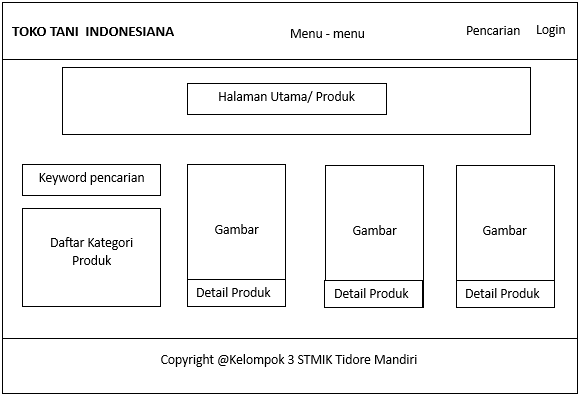 TOKO TANI INDONESIANA
Menu - menu
Pencarian
Login
Halaman Utama/ Produk
Keyword pencarian
Daftar Kategori
Produk
Gambar
Detail Produk
Gambar
Detail Produk
Gambar
Detail Produk
Copyright @Kelompok 3 STMIK Tidore Mandiri